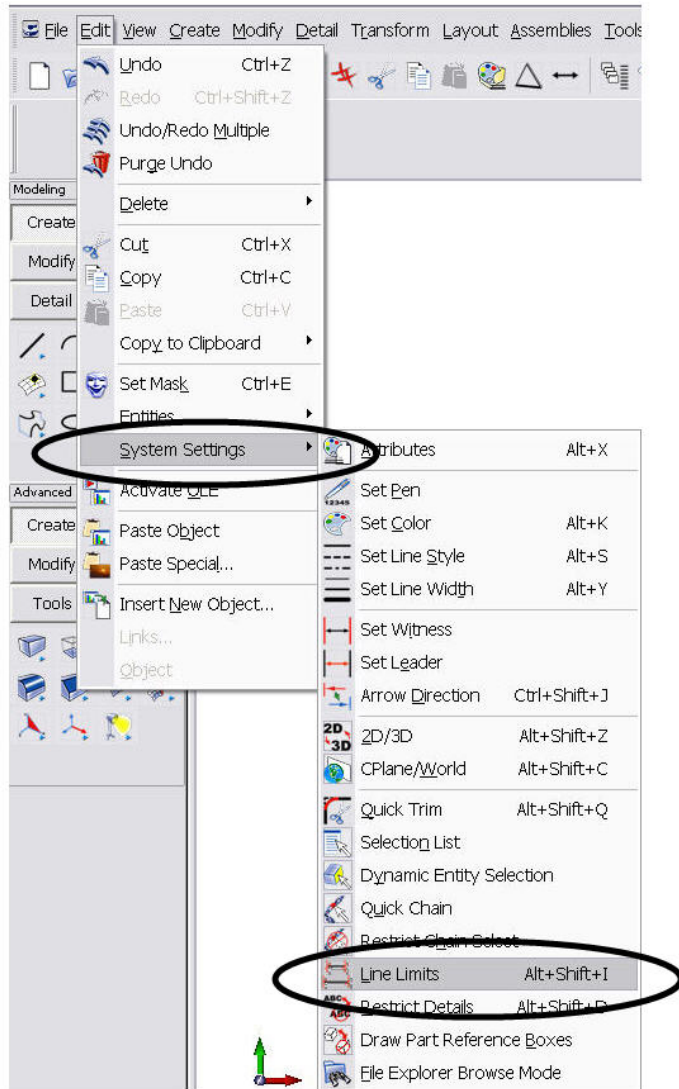 File Edit View Create Modify Detail Transform Layout Assemblies Tools
Undo Ctrl+Z
Redo Ctrl+Shift+Z
Undo/Redo Multiple
Purge Undo
Modeling
Delete
Create
Cut Ctrl+X
Modify
Copy Ctrl+C
Detail
Paste Ctrl+V
Copy to Clipboard
Set Mask Ctrl+E
Entities
System Settings
Attributes Alt+X
Advanced
Activate OLE
Set Pen
12345
Create
Paste Object
Set Color Alt+K
Modify
Paste Special...
Set Line Style Alt+S
Set Line Width Alt+Y
Tools
Insert New Object...
Links...
Set Witness
Object
Set Leader
Arrow Direction Ctrl+Shift+J
2D
3D
2D/3D Alt+Shift+Z
CPlane/World Alt+Shift+C
Quick Trim Alt+Shift+Q
Selection List
Dynamic Entity Selection
Quick Chain
Restrict Chain Select
Line Limits Alt+Shift+I
ABC
ABC
Restrict Details Alt+Shift+D
Draw Part Reference Boxes
File Explorer Browse Mode